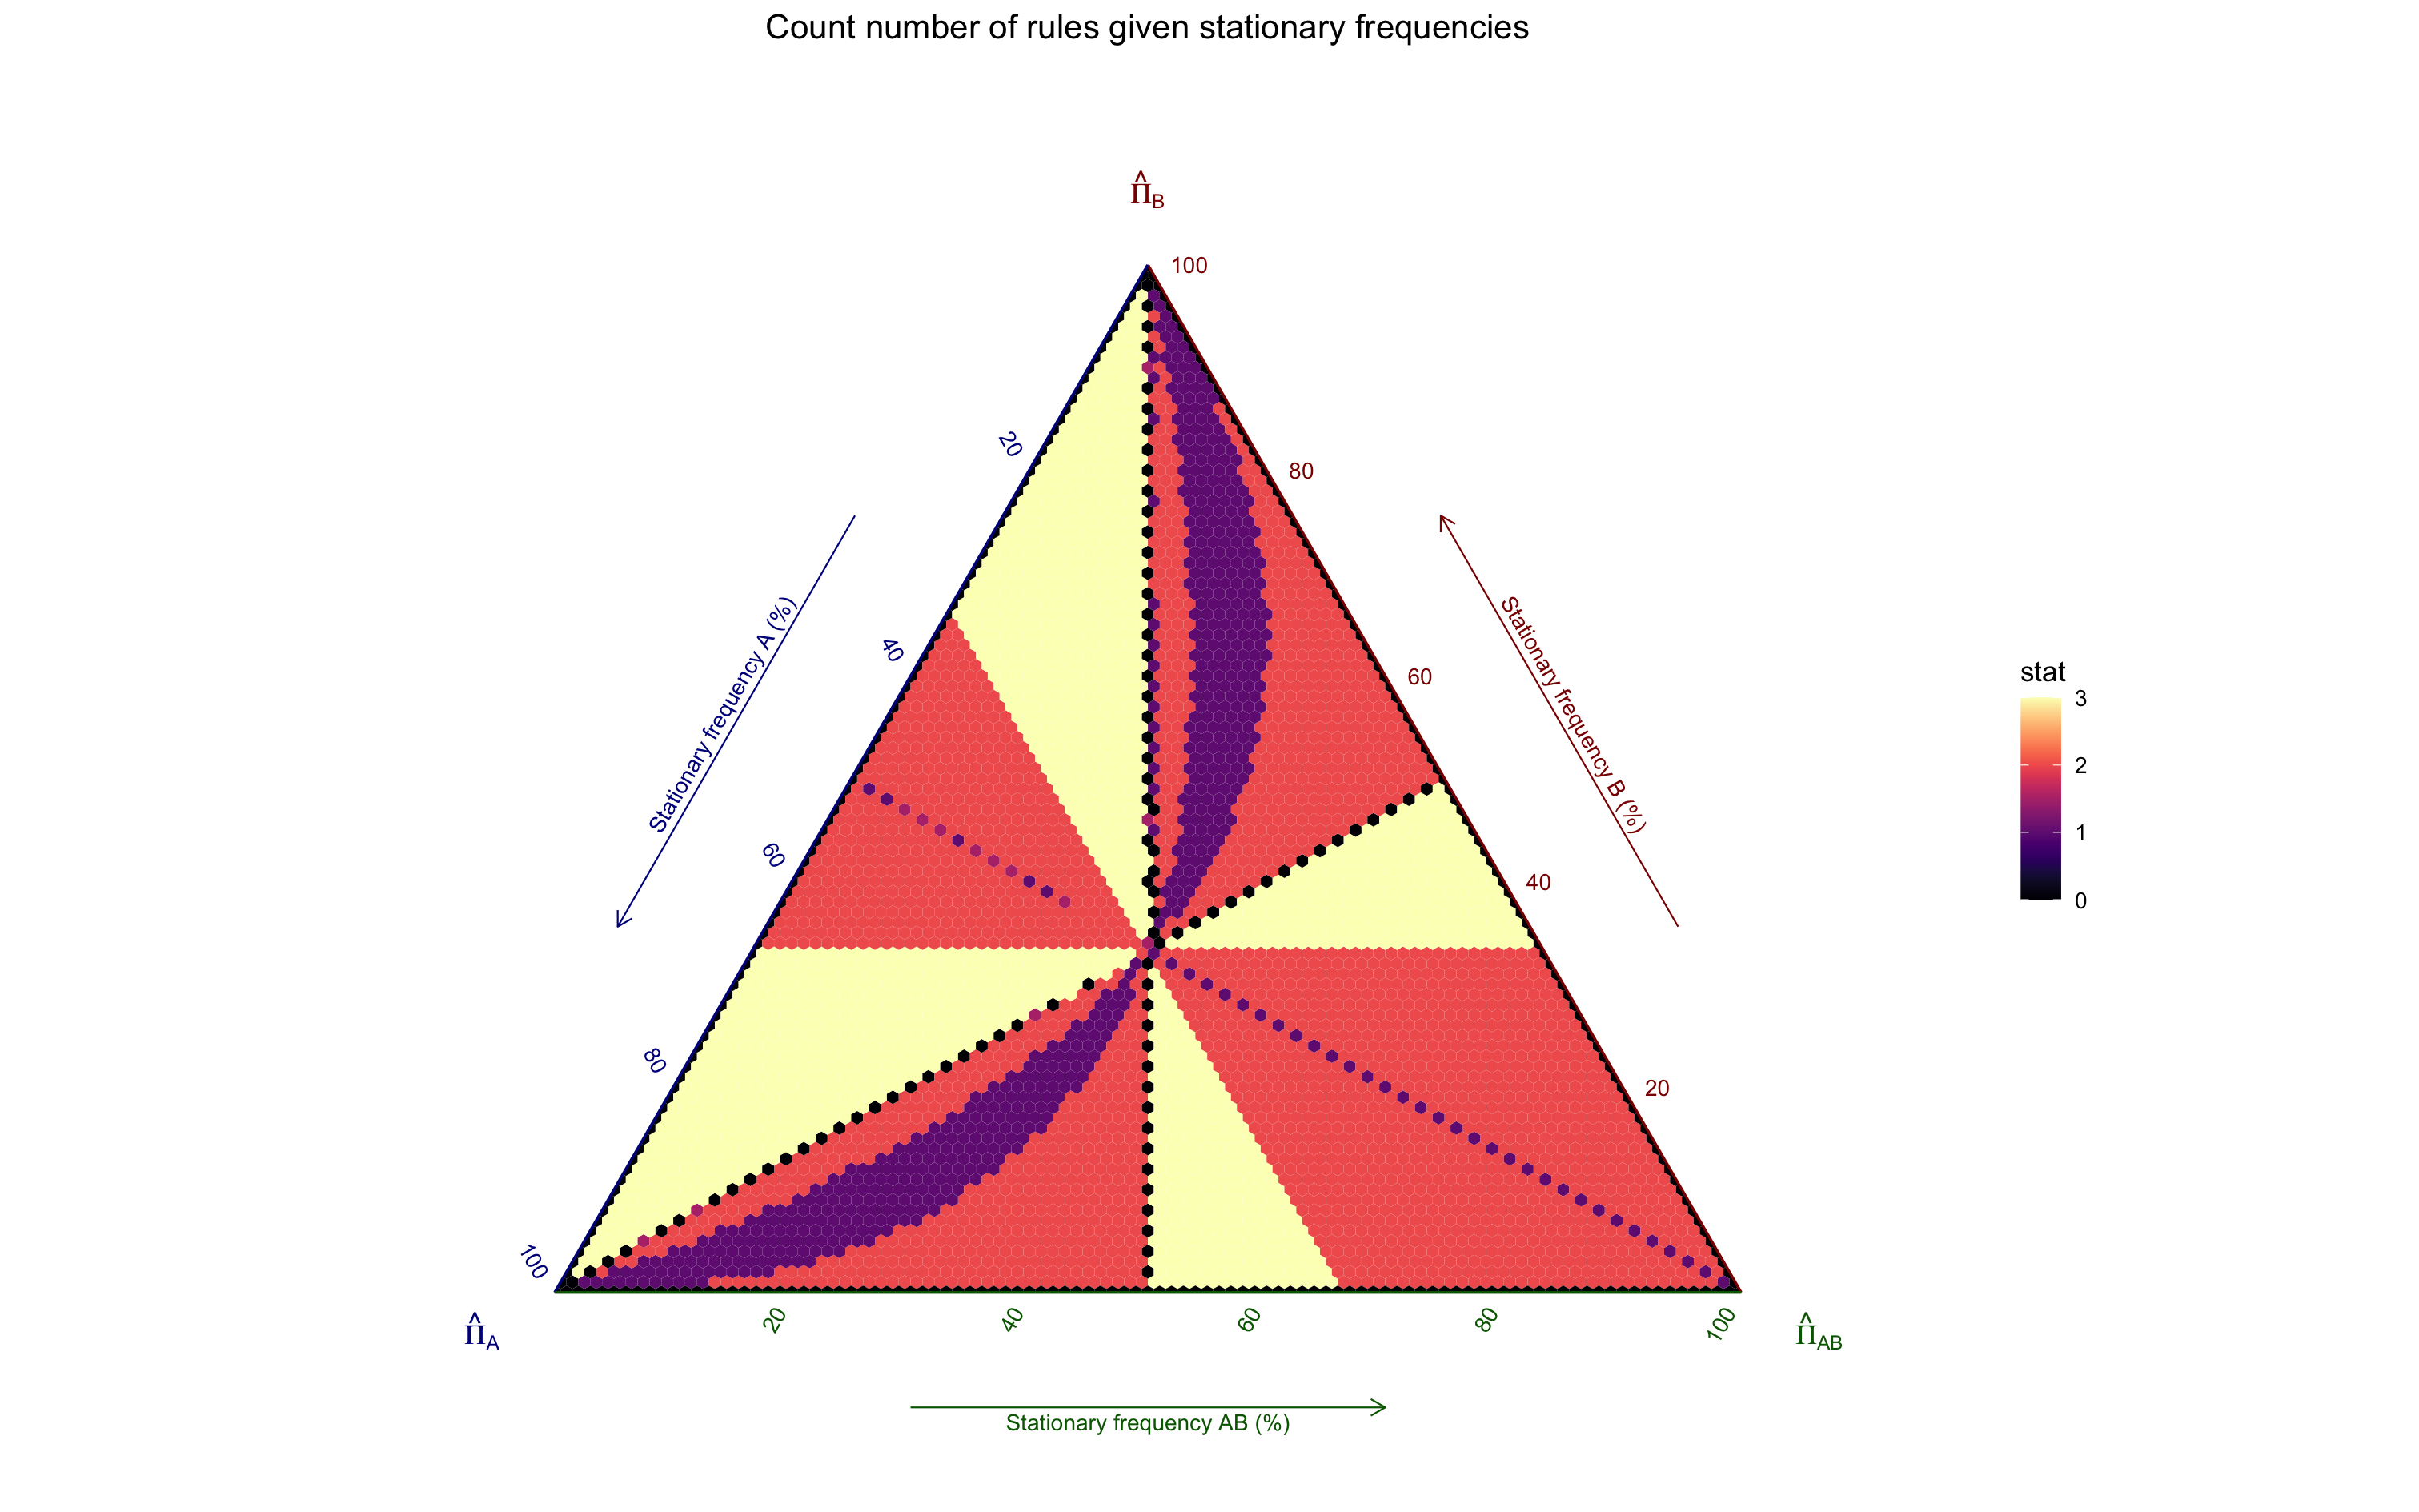 Count number of rules given stationary frequencies
Π̂B
100
20
80
40
60
60
40
80
20
100
Stationary frequency A (%)
Stationary frequency B (%)
stat
3
2
1
0
20
40
60
80
100
Π̂A
Π̂AB
Stationary frequency AB (%)